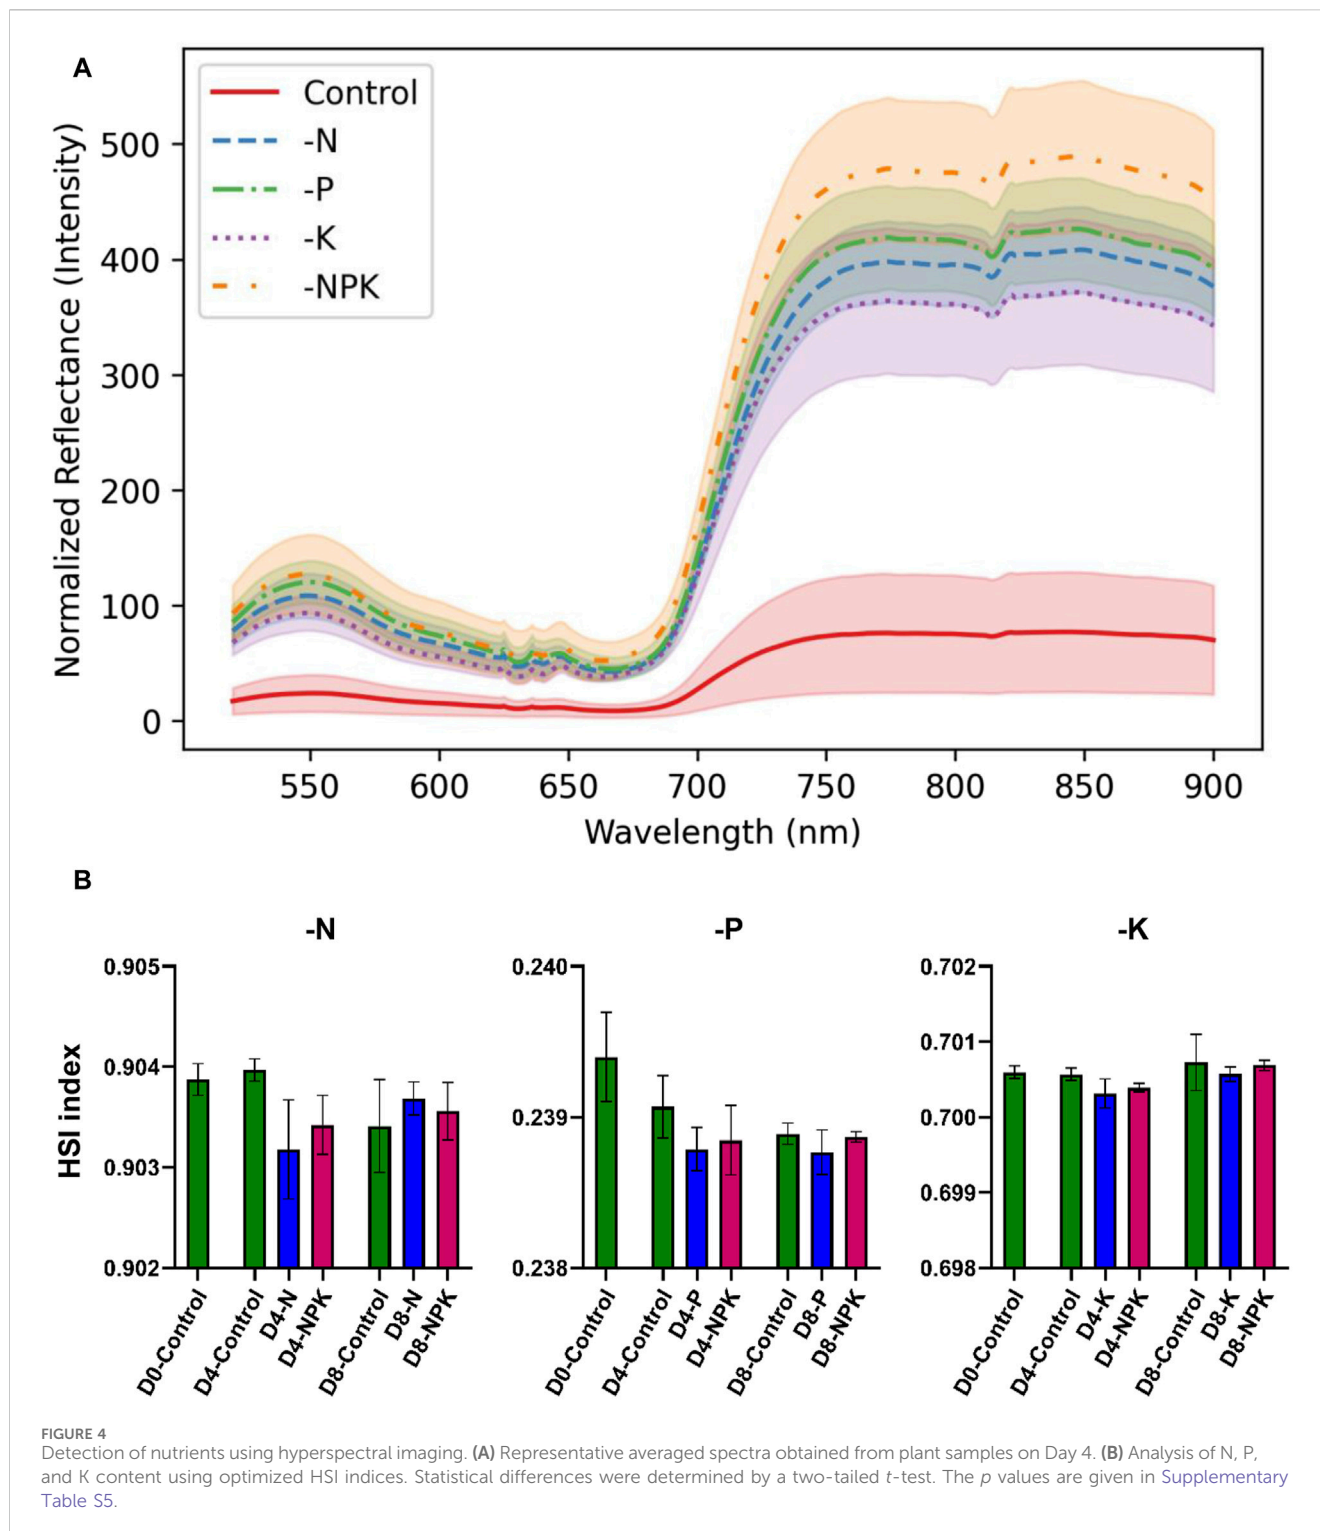 A
Control
-N
-P
-K
-NPK
Normalized Reflectance (Intensity)
500
400
300
200
100
0
550 600 650 700 750 800 850 900
Wavelength (nm)
B
-N
HSI index
0.905
0.904
0.903
0.902
D0-Control
D4-Control
D4-N
D4-NPK
D8-Control
D8-N
D8-NPK
-P
0.240
0.239
0.238
D0-Control
D4-Control
D4-P
D4-NPK
D8-Control
D8-P
D8-NPK
-K
0.702
0.701
0.700
0.699
0.698
D0-Control
D4-Control
D4-K
D4-NPK
D8-Control
D8-K
D8-NPK
FIGURE 4
Detection of nutrients using hyperspectral imaging. (A) Representative averaged spectra obtained from plant samples on Day 4. (B) Analysis of N, P,
and K content using optimized HSI indices. Statistical differences were determined by a two-tailed t-test. The p values are given in Supplementary
Table S5.